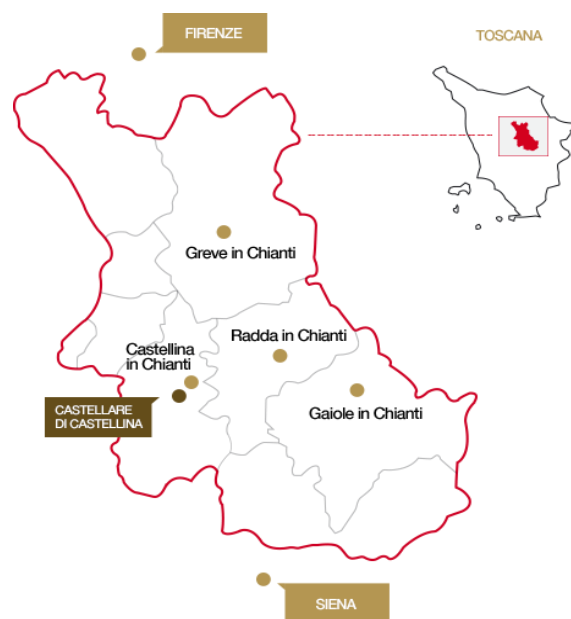 FIRENZE
TOSCANA
Greve in Chianti
Radda in Chianti
Castellina
in Chianti
CASTELLARE
DI CASTELLINA
Gaiole in Chianti
SIENA